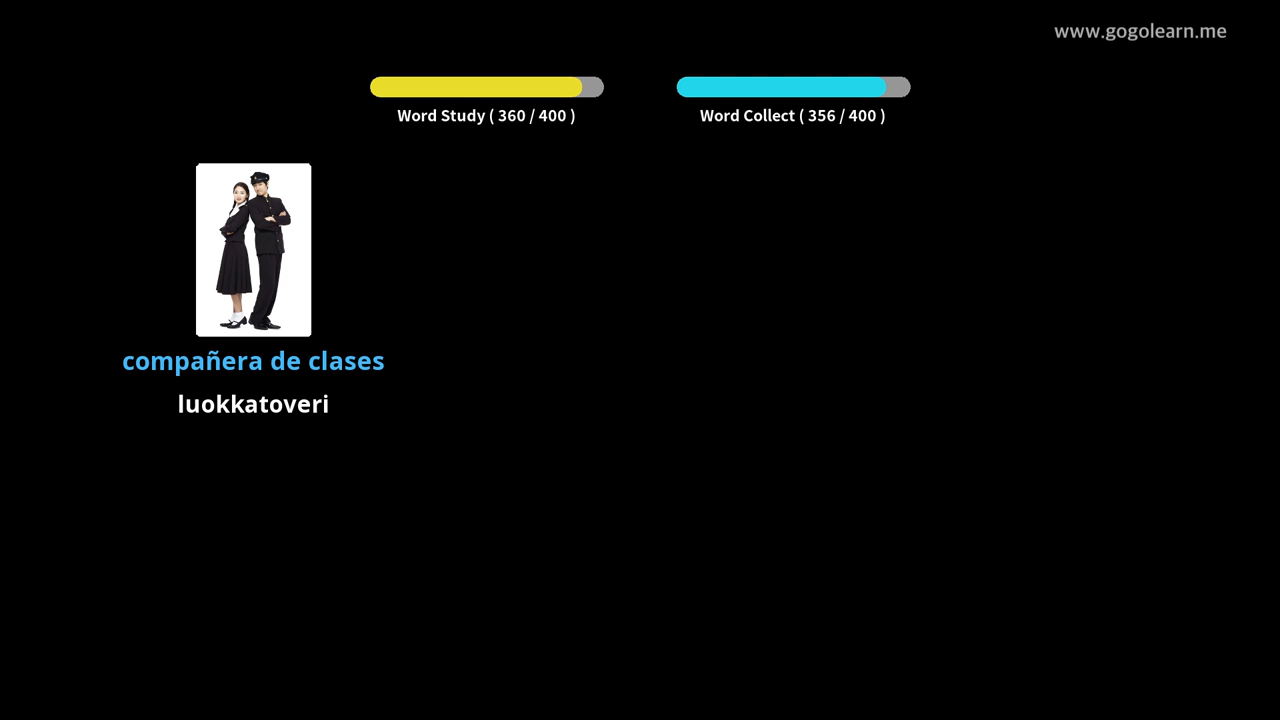 www.gogolearn.me
Word Study ( 360 / 400 )
Word Collect ( 356 / 400 )
compañera de clases
luokkatoveri